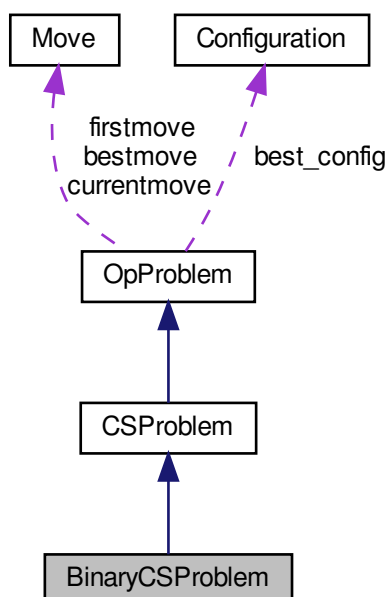 Move
Configuration
firstmove
bestmove
currentmove
best_config
OpProblem
CSProblem
BinaryCSProblem